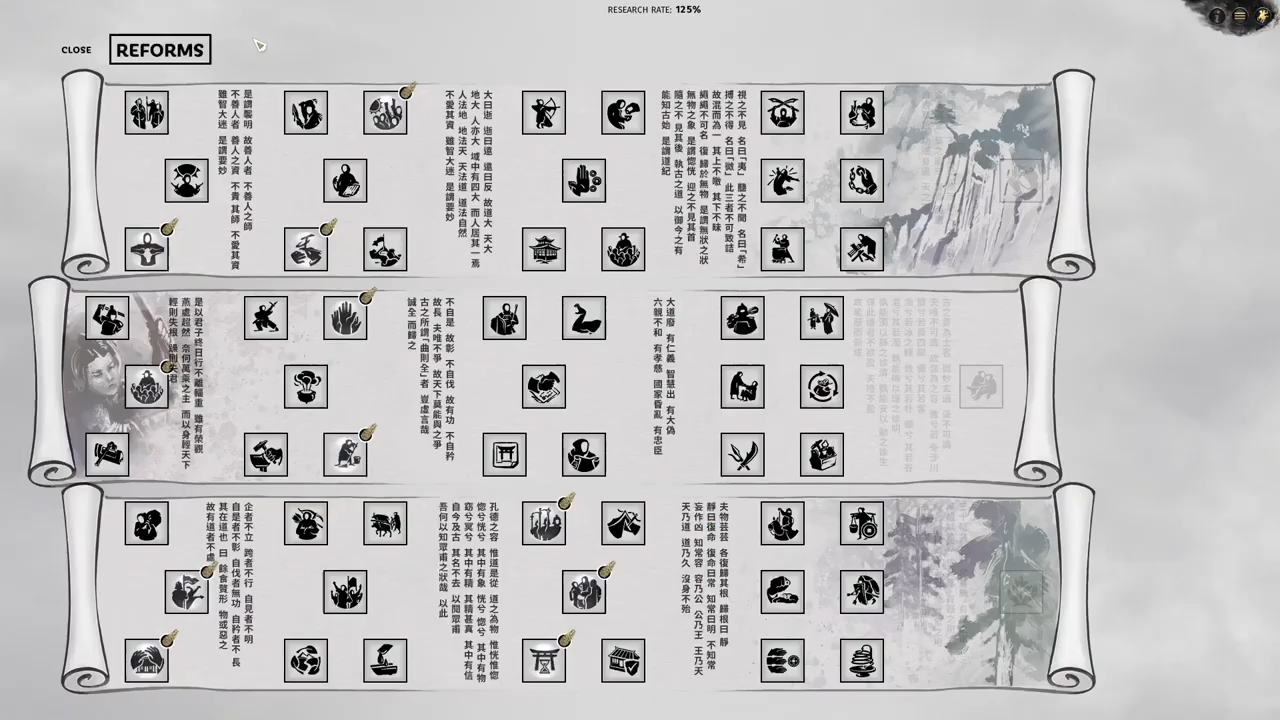 RESEARCH RATE: 125%
CLOSE
REFORMS
是謂襲明 故善人者 不善人之師
不善人者 善人之資 不貴 其師 不愛其資
雖智大迷 是謂要妙
大曰逝 逝曰遠 遠曰反 故道大 天大
地大 人亦大 域中有四大 而人居其一焉
人法地 地法天 天法道 道法自然
不愛其資 雖智大迷 是謂要妙
視之不見 名曰「夷」 聽之不聞 名曰「希」
搏之不得 名曰「微」 此三者不可致詰
故混而為一 其上不皦 其下不昧
繩繩不可名 復歸於無物 是謂無狀之狀
無物之象 是謂惚恍 迎之不見其首
隨之不見其後 執古之道 以御今之有
能知古始 是謂道紀
是以君子終日行不離輜重 雖有榮觀
燕處超然 奈何萬乘之主 而以身輕天下
輕則失根 躁則失君
不自是 故彰 不自伐 故有功 不自矜
故長 夫唯不爭 故天下莫能與之爭
古之所謂「曲則全」者 豈虛言哉
誠全 而歸之
大道廢 有仁義 智慧出 有大偽
六親不和 有孝慈 國家昏亂 有忠臣
企者不立 跨者不行 自見者不明
自是者不彰 自伐者無功 自矜者不長
其在道也 曰 餘食贅形 物或惡之
故有道者不處
孔德之容 惟道是從 道之為物 惟恍惟惚
惚兮恍兮 其中有象 恍兮 惚兮 其中有物
窈兮冥兮 其中有精 其精甚真 其中有信
自今及古 其名不去 以閱眾甫
吾何以知眾甫之狀哉 以此
夫物芸芸 各復歸其根 歸根曰 靜
靜曰復命 復命曰常 知常曰明 不知常
妄作凶 知常容 容乃公 公乃王 王乃天
天乃道 道乃久 沒身不殆